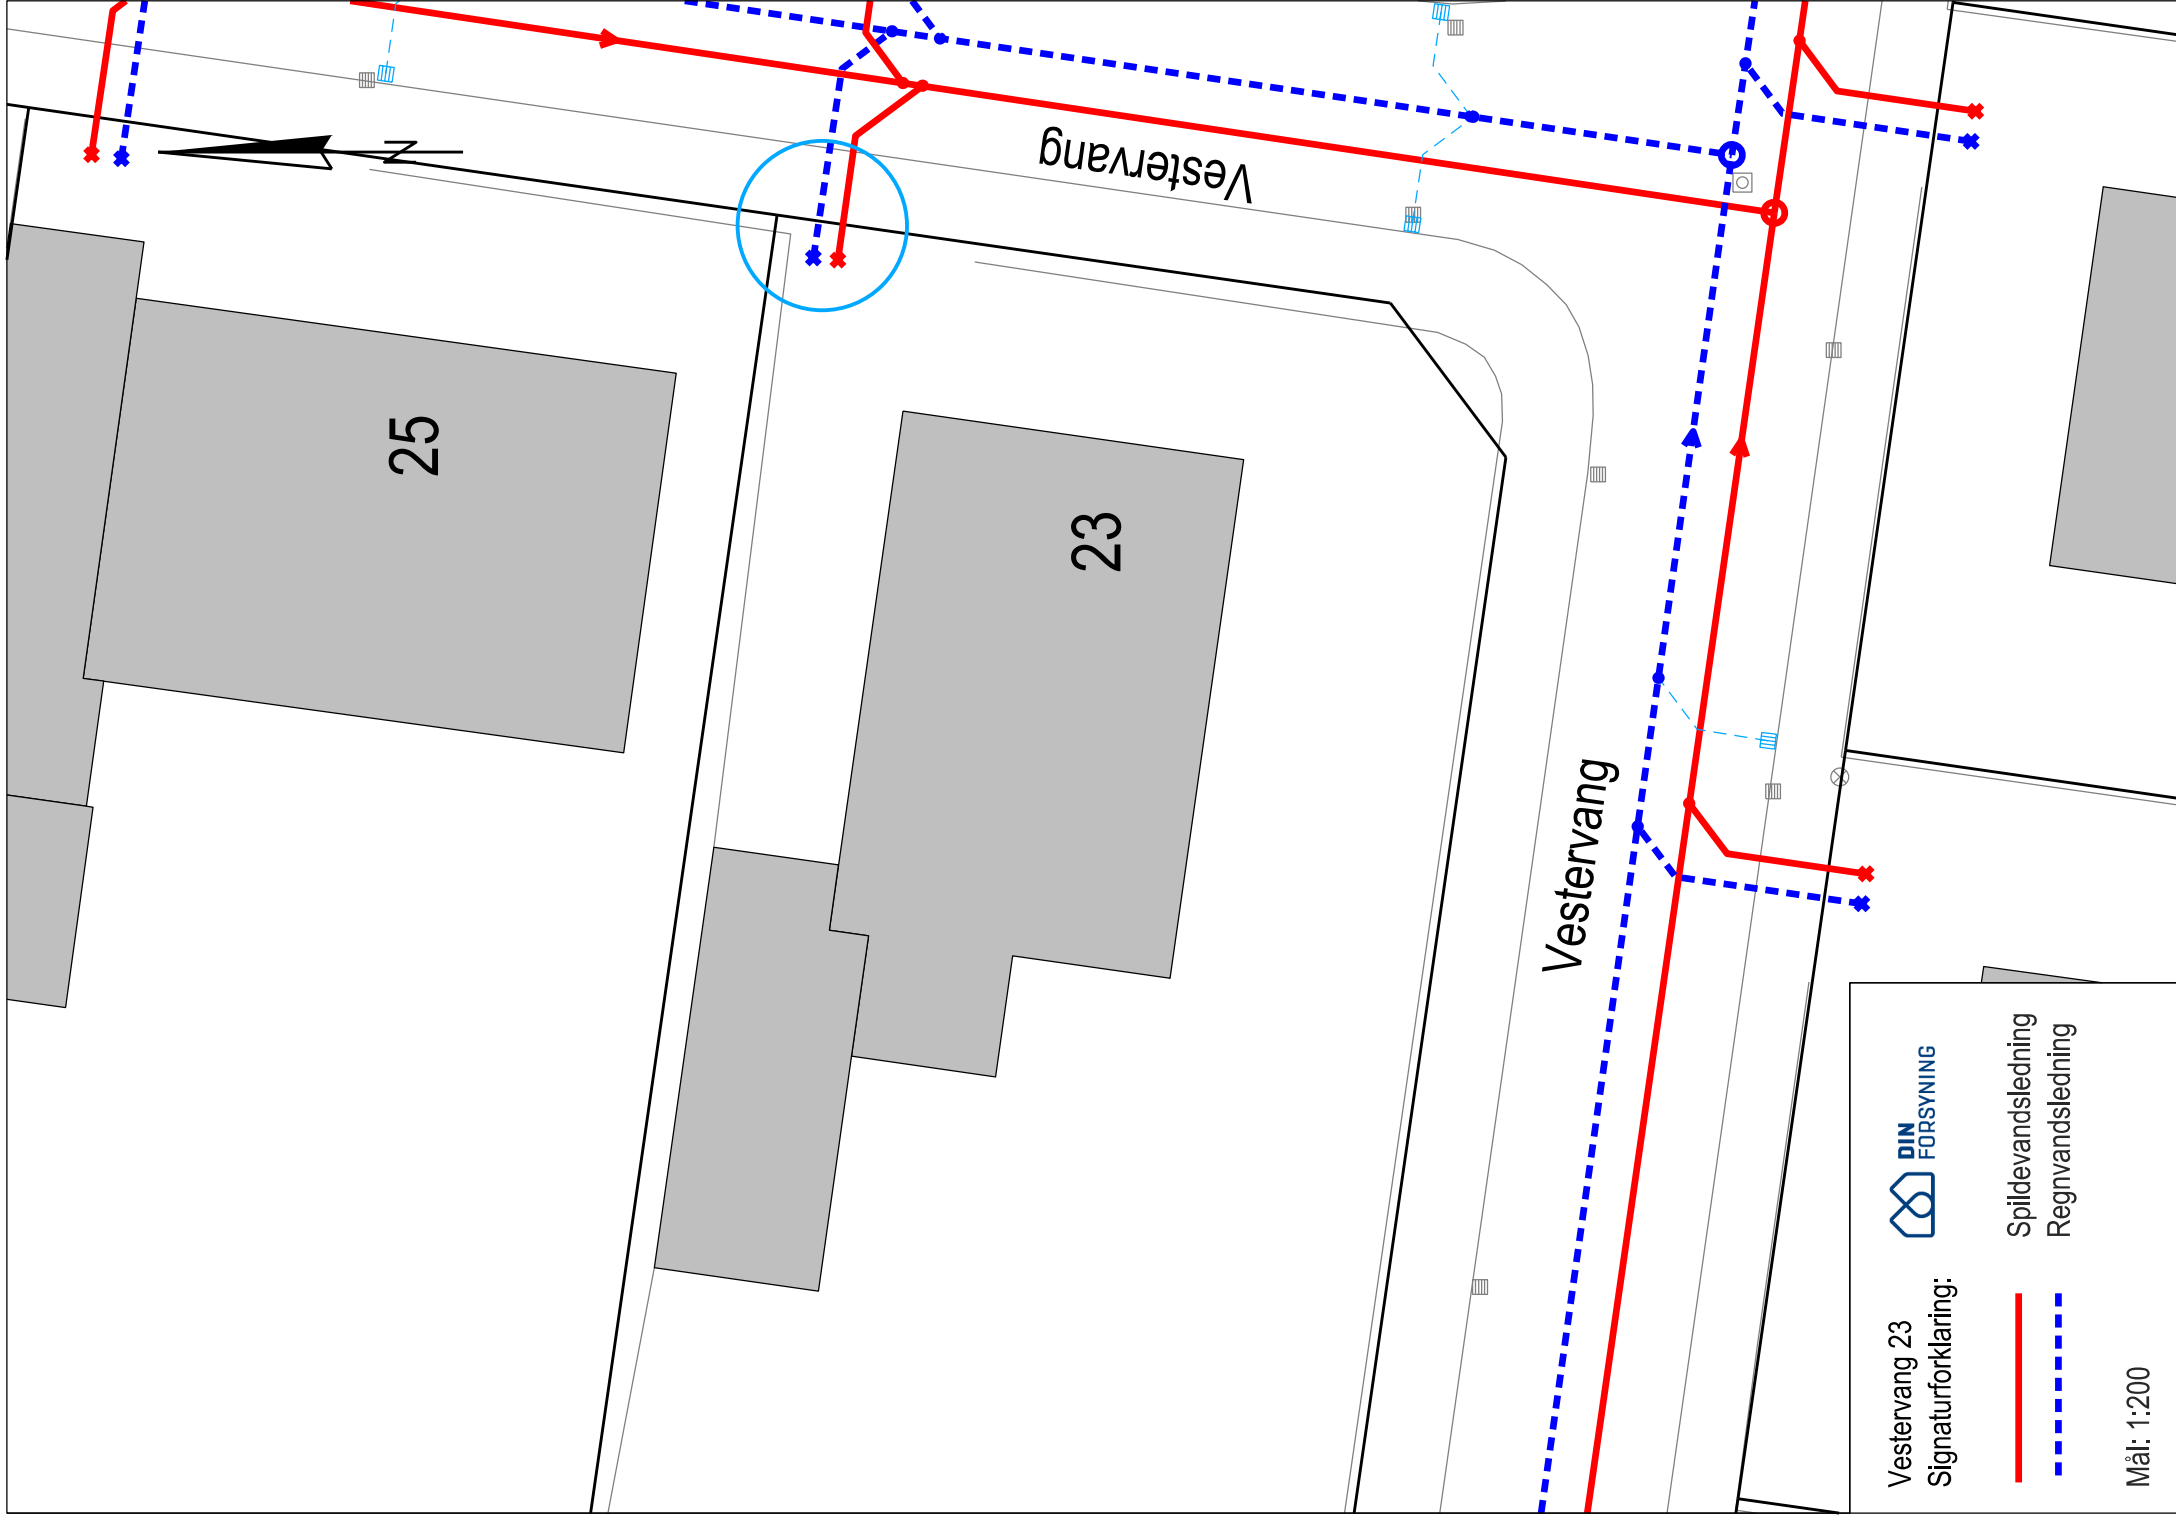 N
Vestervang
25
23
Vestervang
Vestervang 23
Signaturforklaring:
DIN
FORSYNING
Spildevandsledning
Regnvandsledning
Mål: 1:200